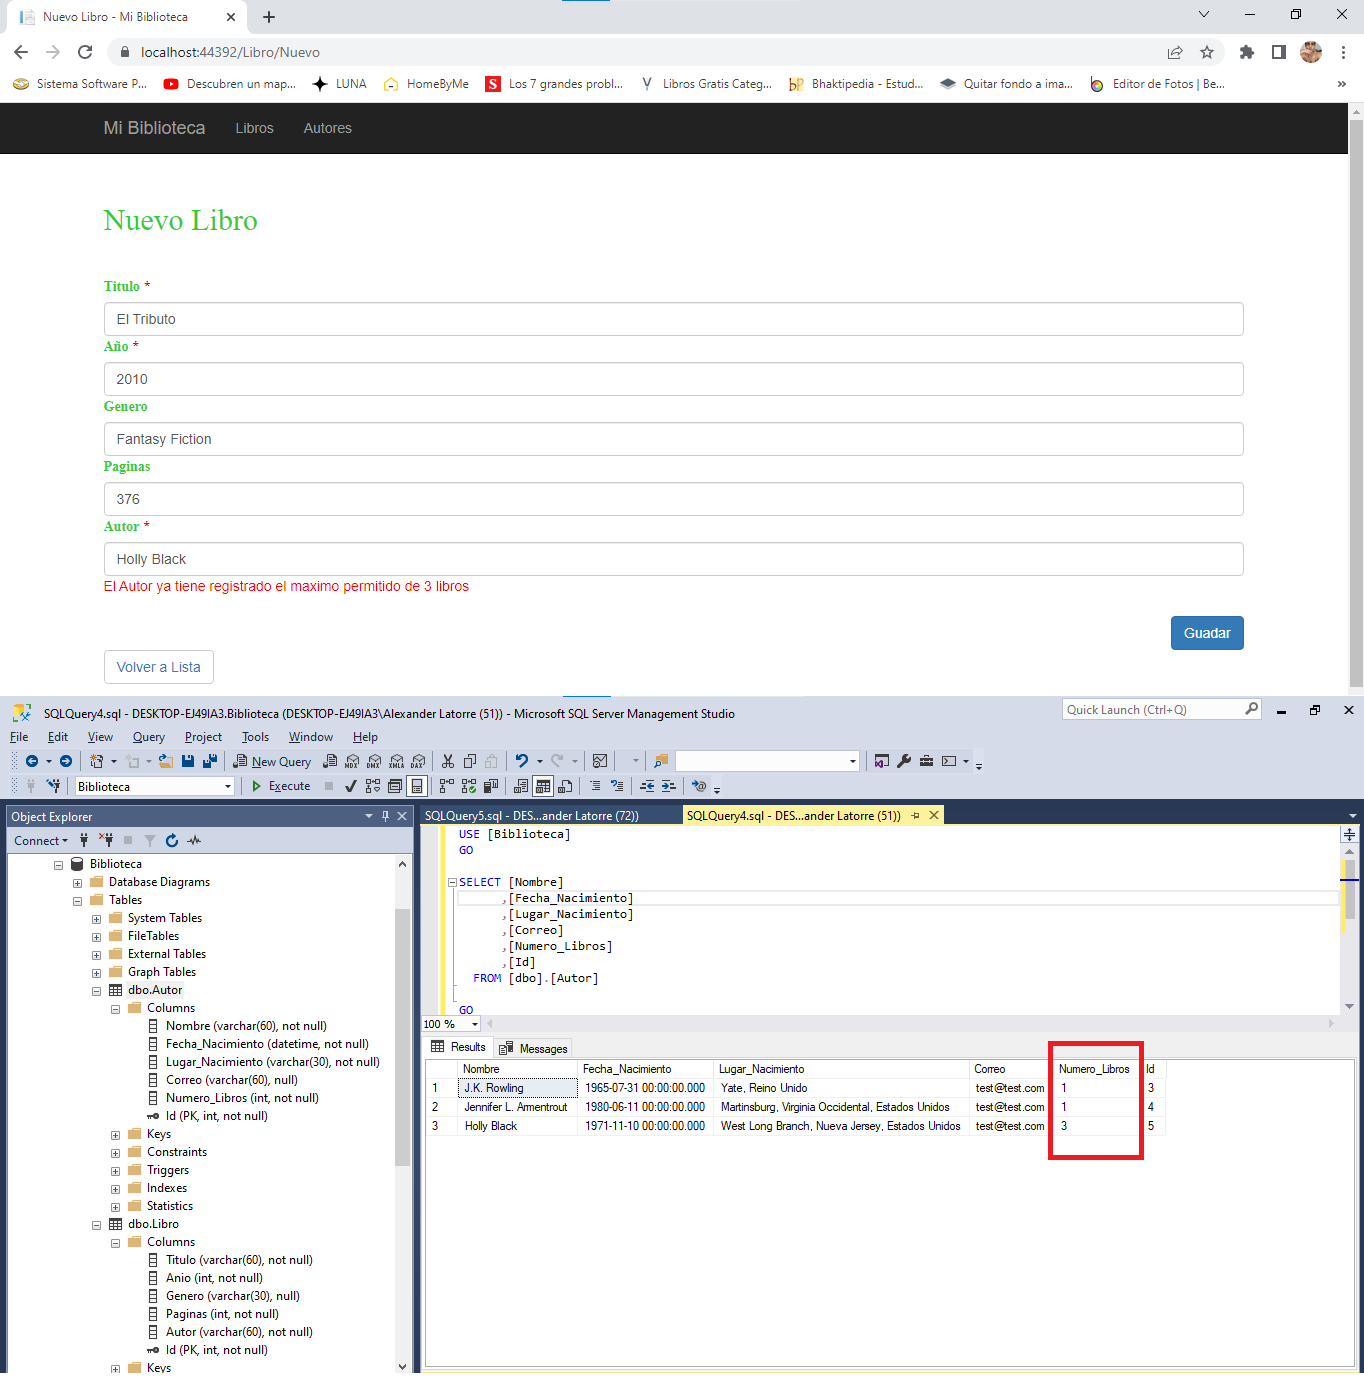 Nuevo Libro - Mi Biblioteca
localhost:44392/Libro/Nuevo
Sistema Software P... Descubren un map... LUNA HomeByMe Los 7 grandes probl... Libros Gratis Categ... Bhaktipedia - Estud... Quitar fondo a ima... Editor de Fotos | Be... »
Mi Biblioteca Libros Autores
Nuevo Libro
Titulo *
El Tributo
Año *
2010
Genero
Fantasy Fiction
Paginas
376
Autor *
Holly Black
El Autor ya tiene registrado el maximo permitido de 3 libros
Guadar
Volver a Lista
SQLQuery4.sql - DESKTOP-EJ49IA3.Biblioteca (DESKTOP-EJ49IA3\Alexander Latorre (51)) - Microsoft SQL Server Management Studio
Quick Launch (Ctrl+Q)
File Edit View Query Project Tools Window Help
New Query
Biblioteca Execute
Object Explorer
Connect
Biblioteca
Database Diagrams
Tables
System Tables
FileTables
External Tables
Graph Tables
dbo.Autor
Columns
Nombre (varchar(60), not null)
Fecha_Nacimiento (datetime, not null)
Lugar_Nacimiento (varchar(30), not null)
Correo (varchar(60), null)
Numero_Libros (int, not null)
Id (PK, int, not null)
Keys
Constraints
Triggers
Indexes
Statistics
dbo.Libro
Columns
Titulo (varchar(60), not null)
Anio (int, not null)
Genero (varchar(30), null)
Paginas (int, not null)
Autor (varchar(60), not null)
Id (PK, int, not null)
Keys
SQLQuery5.sql - DES...ander Latorre (72)) SQLQuery4.sql - DES...ander Latorre (51))
USE [Biblioteca]
GO
SELECT [Nombre]
,[Fecha_Nacimiento]
,[Lugar_Nacimiento]
,[Correo]
,[Numero_Libros]
,[Id]
FROM [dbo].[Autor]
GO
100 %
Results Messages
Nombre Fecha_Nacimiento Lugar_Nacimiento Correo Numero_Libros Id
1 J.K. Rowling 1965-07-31 00:00:00.000 Yate, Reino Unido test@test.com 1 3
2 Jennifer L. Armentrout 1980-06-11 00:00:00.000 Martinsburg, Virginia Occidental, Estados Unidos test@test.com 1 4
3 Holly Black 1971-11-10 00:00:00.000 West Long Branch, Nueva Jersey, Estados Unidos test@test.com 3 5